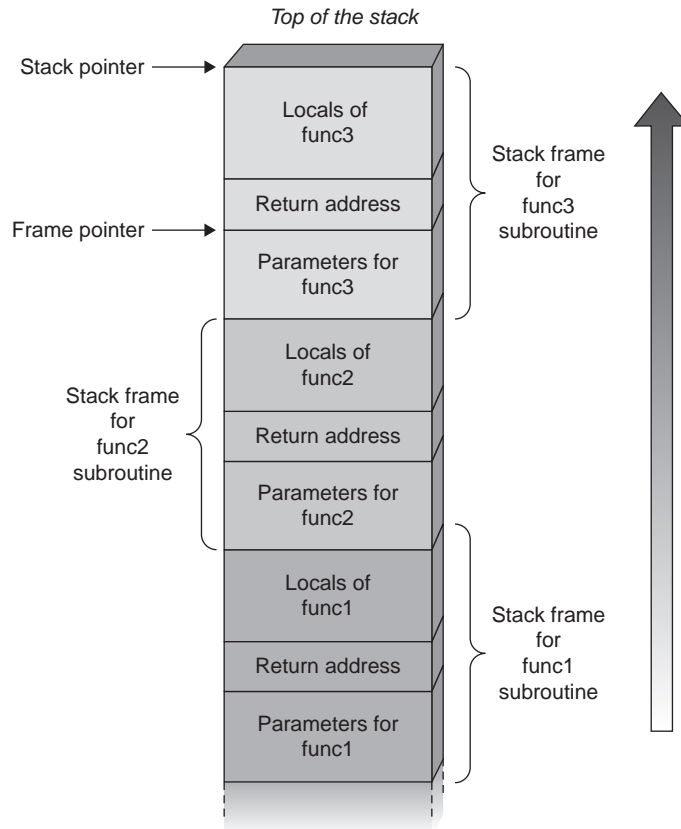 Top of the stack
Stack pointer
Locals of
func3
Stack frame
for
func3
subroutine
Return address
Frame pointer
Parameters for
func3
Locals of
func2
Stack frame
for
func2
subroutine
Return address
Parameters for
func2
Locals of
func1
Stack frame
for
func1
subroutine
Return address
Parameters for
func1